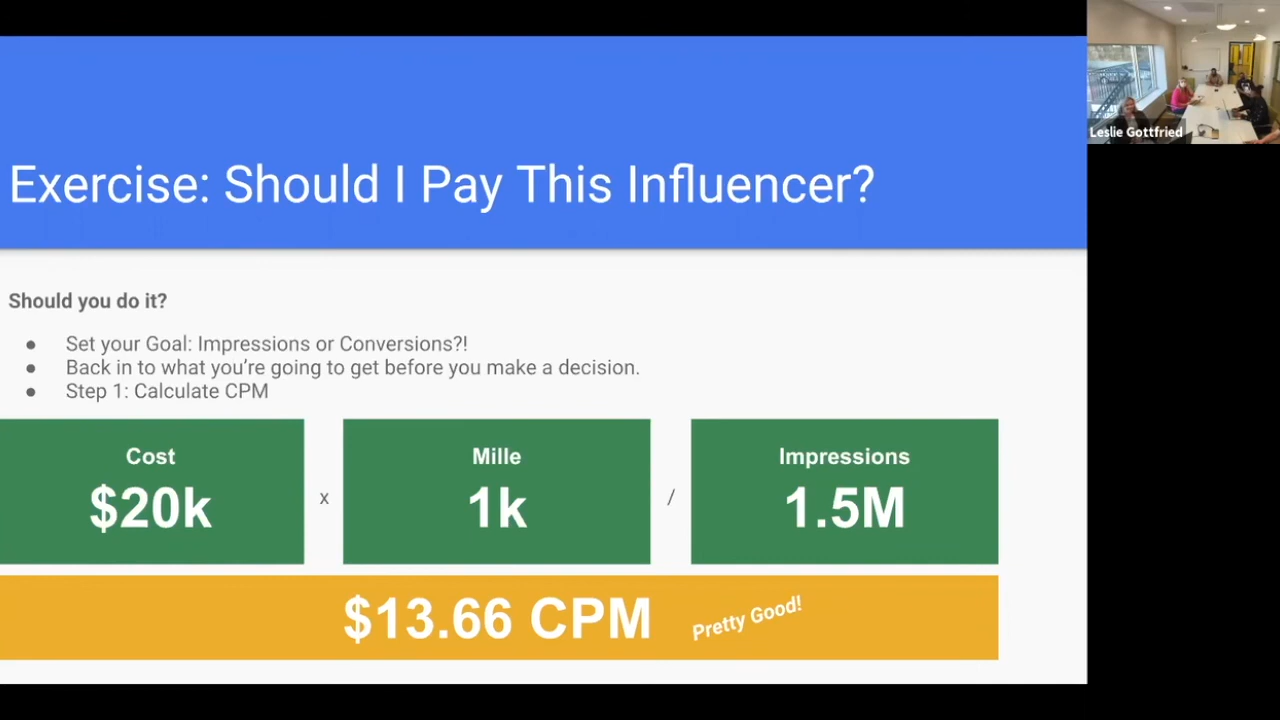 Exercise: Should I Pay This Influencer?
Leslie Gottfried
Should you do it?
● Set your Goal: Impressions or Conversions?!
● Back in to what you’re going to get before you make a decision.
● Step 1: Calculate CPM
Cost
$20k
x
Mille
1k
/
Impressions
1.5M
$13.66 CPM
Pretty Good!